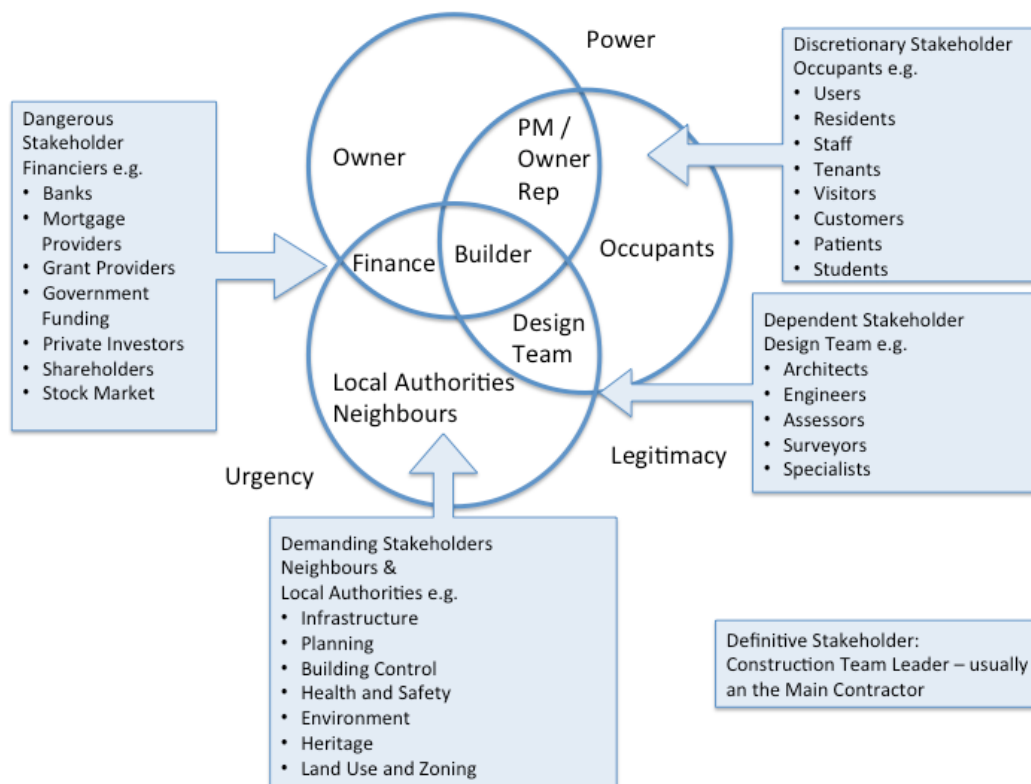 Power
Owner
PM /
Owner
Rep
Finance
Builder
Occupants
Design
Team
Local Authorities
Neighbours
Urgency
Legitimacy
Dangerous
Stakeholder
Financiers e.g.
• Banks
• Mortgage
Providers
• Grant Providers
• Government
Funding
• Private Investors
• Shareholders
• Stock Market
Discretionary Stakeholder
Occupants e.g.
• Users
• Residents
• Staff
• Tenants
• Visitors
• Customers
• Patients
• Students
Dependent Stakeholder
Design Team e.g.
• Architects
• Engineers
• Assessors
• Surveyors
• Specialists
Demanding Stakeholders
Neighbours &
Local Authorities e.g.
• Infrastructure
• Planning
• Building Control
• Health and Safety
• Environment
• Heritage
• Land Use and Zoning
Definitive Stakeholder:
Construction Team Leader – usually
an the Main Contractor